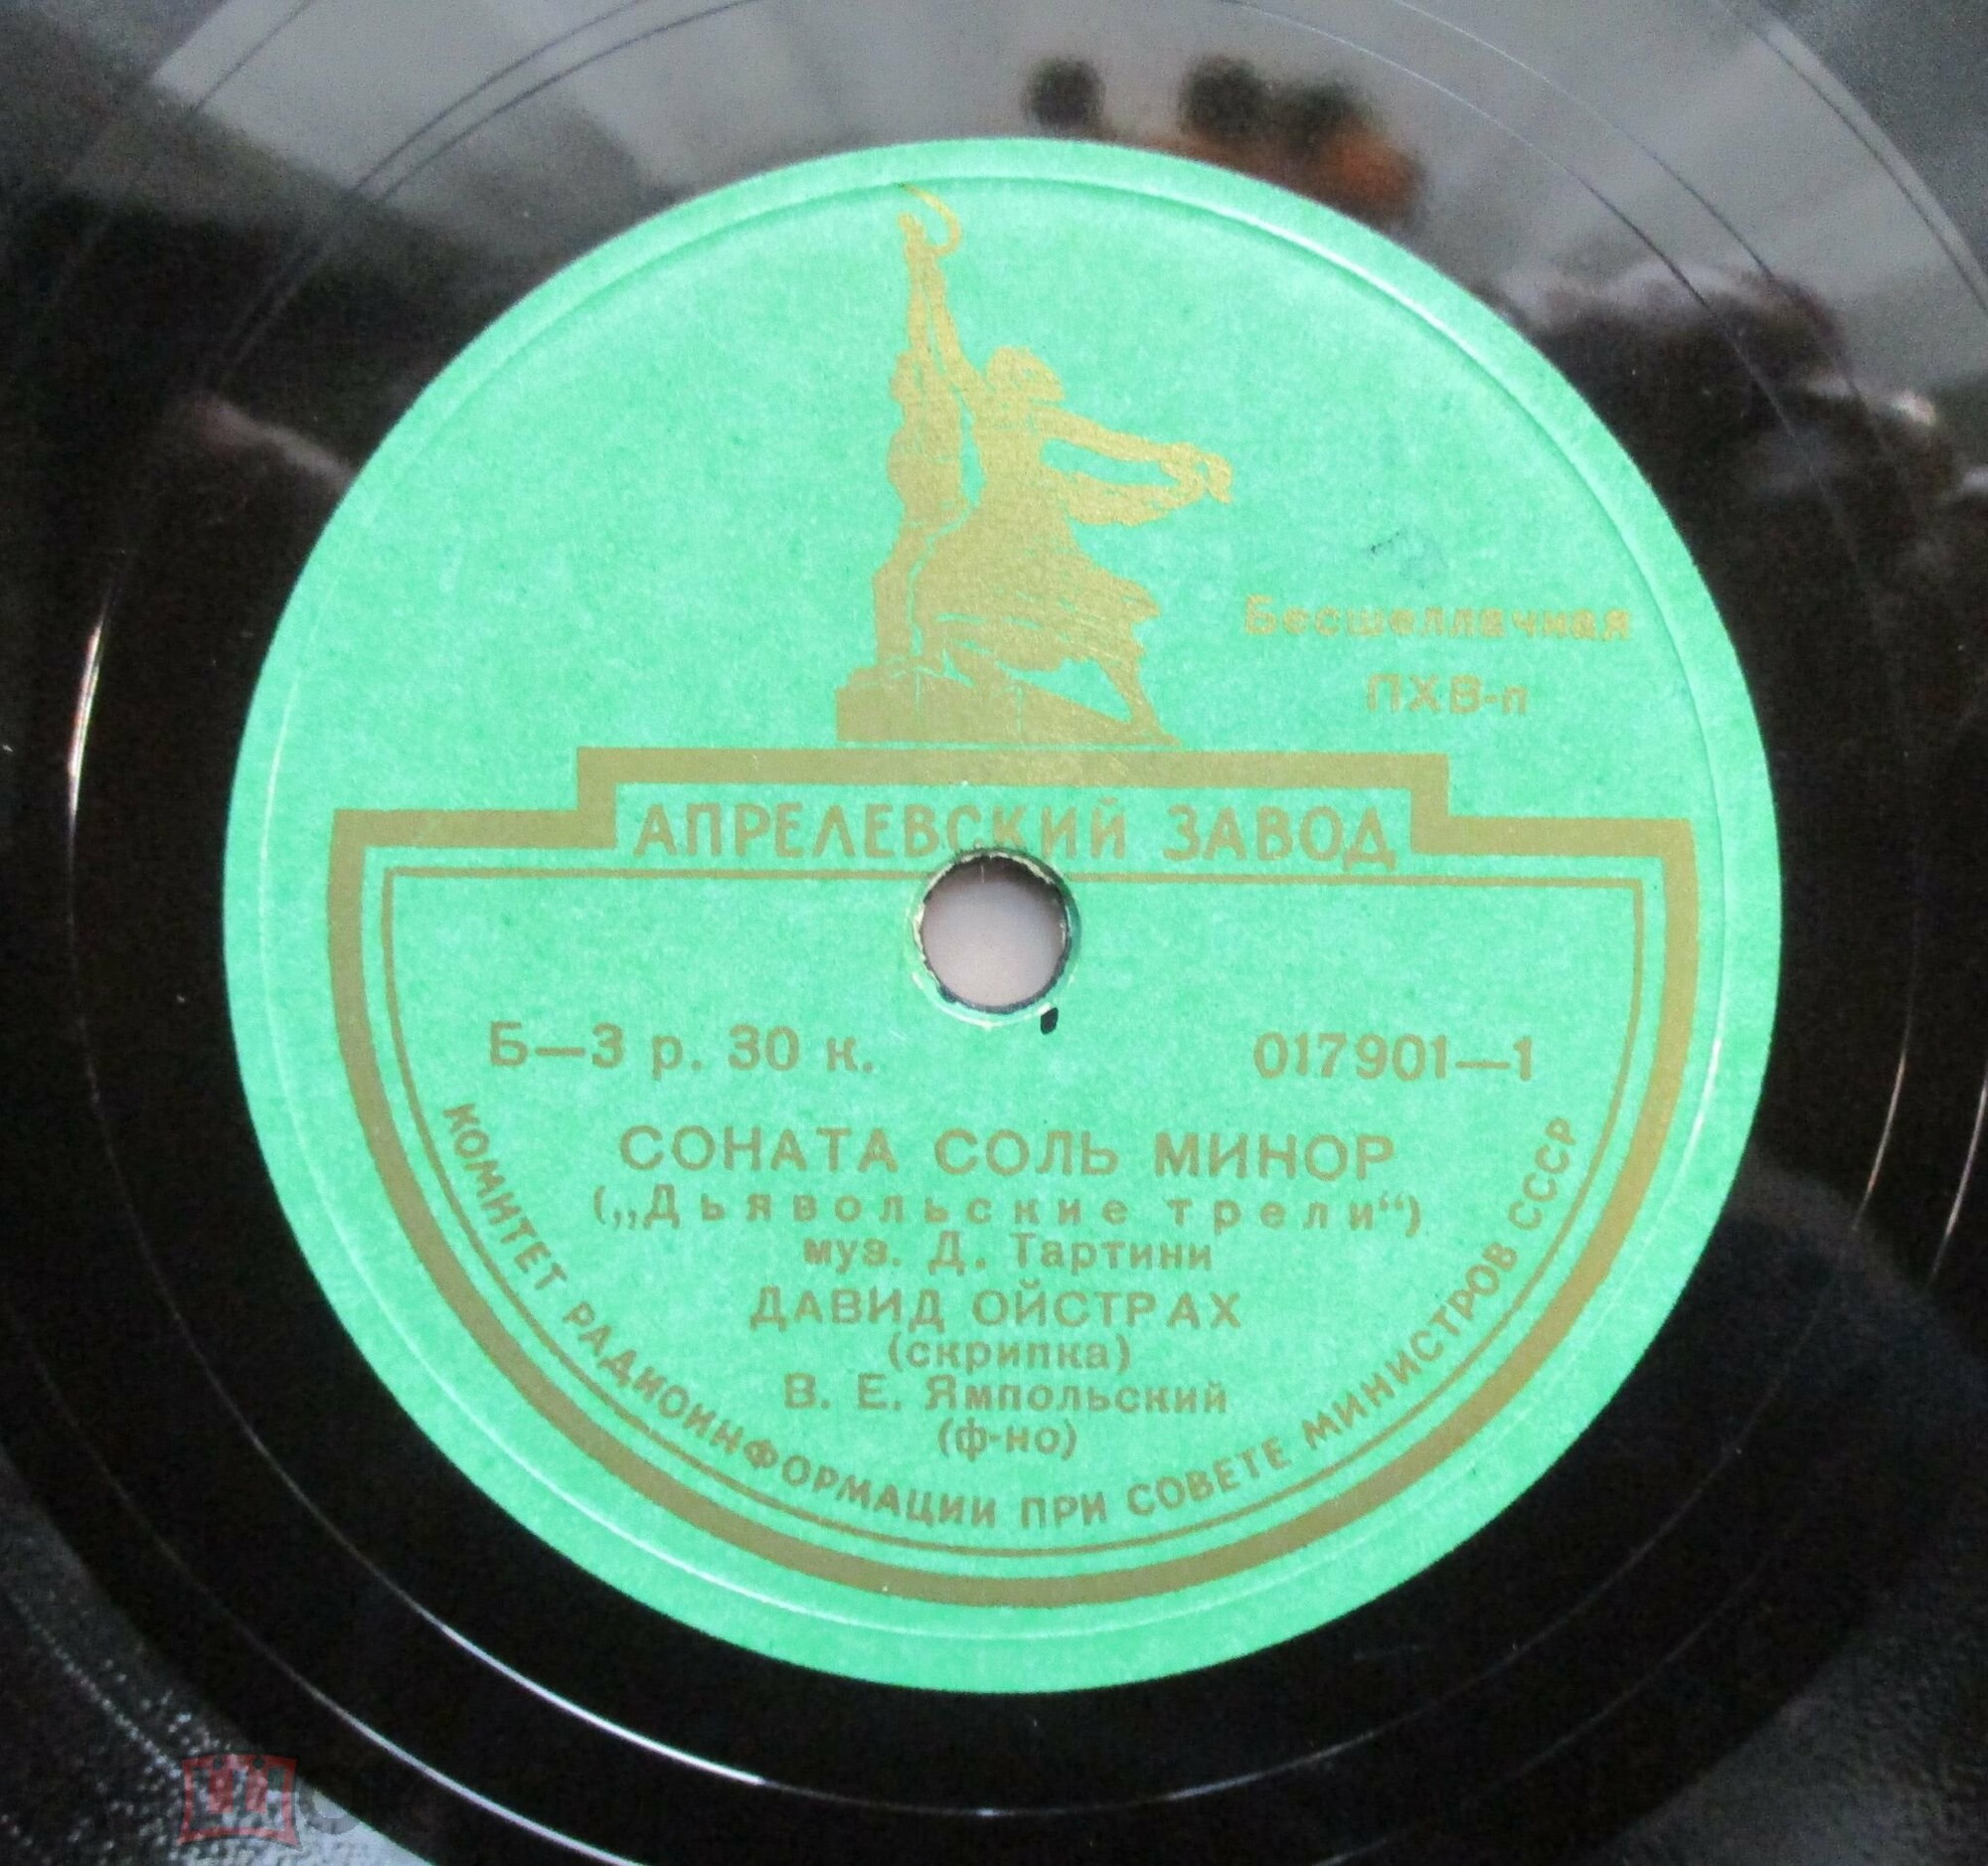 Бесшеллачная
ПХВ-п
АПРЕЛЕВСКИЙ ЗАВОД
Б—3 р. 30 к.
017901—1
СОНАТА СОЛЬ МИНОР
(„Дьявольские трели“)
муз. Д. Тартини
ДАВИД ОЙСТРАХ
(скрипка)
В. Е. Ямпольский
(ф-но)
КОМИТЕТ РАДИОИНФОРМАЦИИ ПРИ СОВЕТЕ МИНИСТРОВ СССР